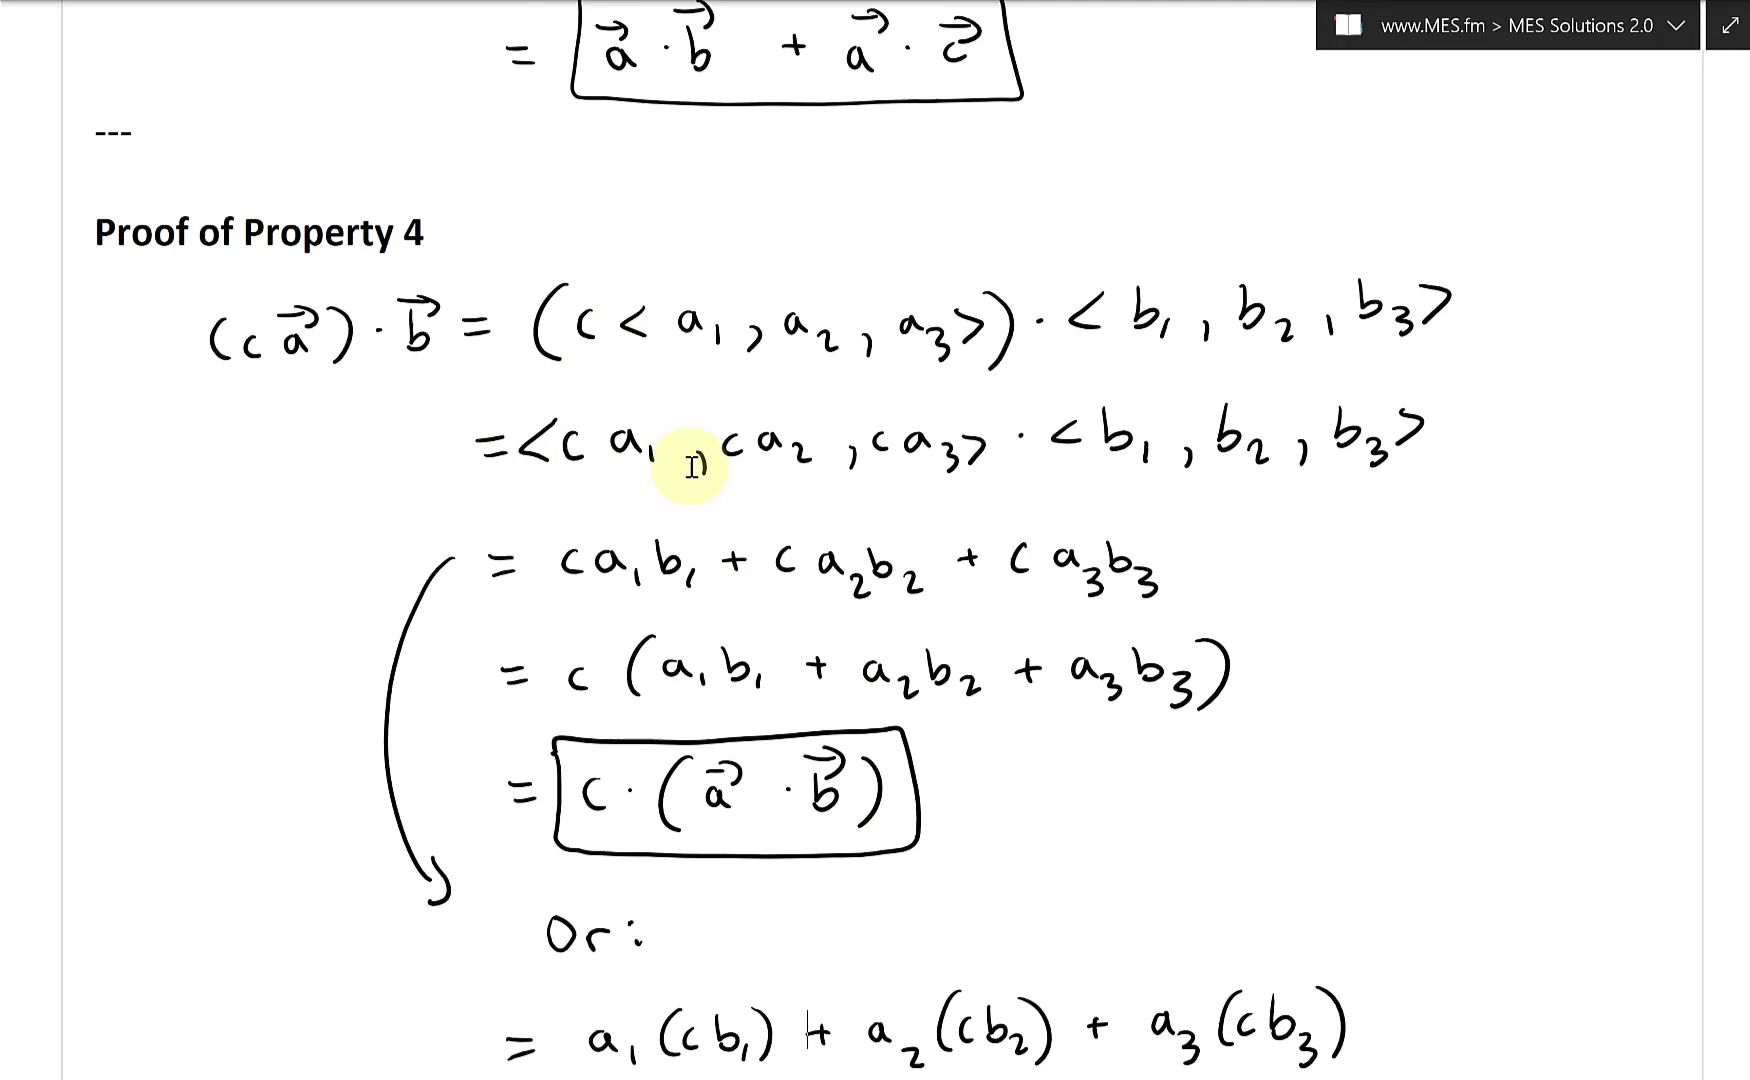 = a⃗ · b⃗ + a⃗ · c⃗
www.MES.fm > MES Solutions 2.0
---
Proof of Property 4
(c a⃗) · b⃗ = (c < a₁ , a₂ , a₃ >) · < b₁ , b₂ , b₃ >
= < c a₁ , c a₂ , c a₃ > · < b₁ , b₂ , b₃ >
= c a₁ b₁ + c a₂ b₂ + c a₃ b₃
= c (a₁ b₁ + a₂ b₂ + a₃ b₃)
= c · (a⃗ · b⃗)
Or:
= a₁ (c b₁) + a₂ (c b₂) + a₃ (c b₃)